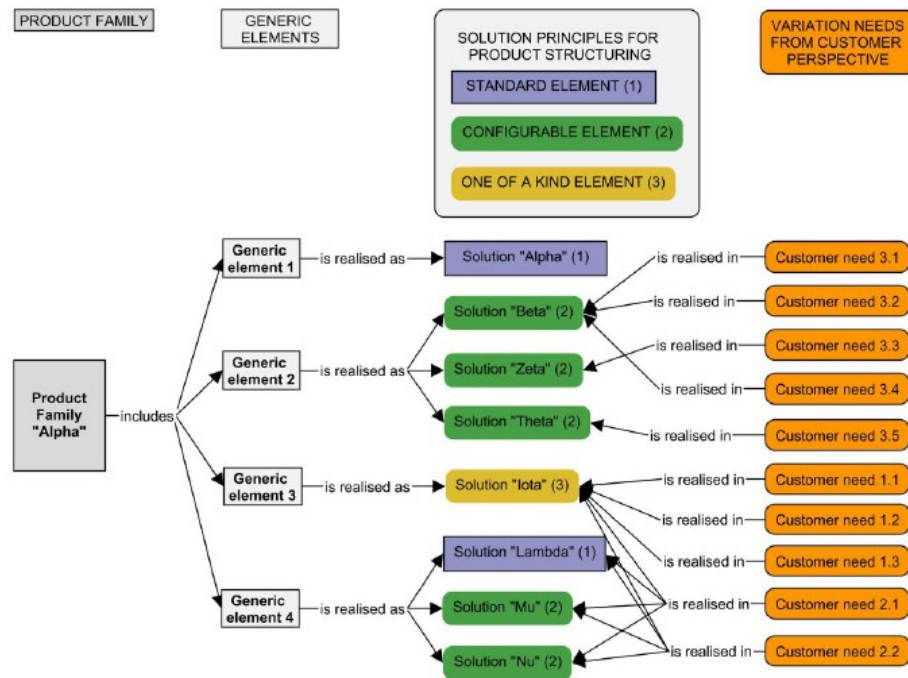 PRODUCT FAMILY
GENERIC
ELEMENTS
SOLUTION PRINCIPLES FOR
PRODUCT STRUCTURING
STANDARD ELEMENT (1)
CONFIGURABLE ELEMENT (2)
ONE OF A KIND ELEMENT (3)
VARIATION NEEDS
FROM CUSTOMER
PERSPECTIVE
Product
Family
"Alpha"
includes
Generic
element 1
is realised as
Solution "Alpha" (1)
is realised in
Customer need 3.1
Generic
element 2
is realised as
Solution "Beta" (2)
is realised in
Customer need 3.2
Solution "Zeta" (2)
is realised in
Customer need 3.3
is realised in
Customer need 3.4
Solution "Theta" (2)
is realised in
Customer need 3.5
Generic
element 3
is realised as
Solution "Iota" (3)
is realised in
Customer need 1.1
is realised in
Customer need 1.2
Generic
element 4
is realised as
Solution "Lambda" (1)
is realised in
Customer need 1.3
Solution "Mu" (2)
is realised in
Customer need 2.1
Solution "Nu" (2)
is realised in
Customer need 2.2